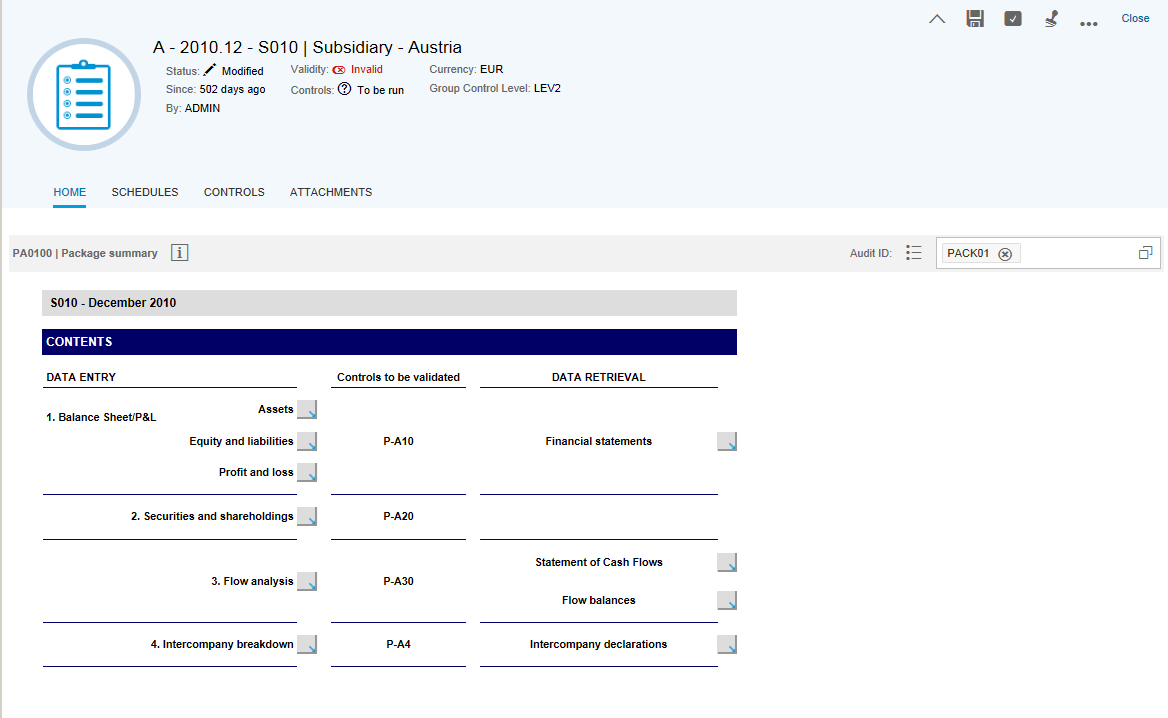 Close
A - 2010.12 - S010 | Subsidiary - Austria
Status: Modified Validity: Invalid Currency: EUR
Since: 502 days ago Controls: To be run Group Control Level: LEV2
By: ADMIN
HOME SCHEDULES CONTROLS ATTACHMENTS
PA0100 | Package summary i Audit ID: PACK01
S010 - December 2010
CONTENTS
DATA ENTRY Controls to be validated DATA RETRIEVAL
Assets
1. Balance Sheet/P&L
Equity and liabilities P-A10 Financial statements
Profit and loss
2. Securities and shareholdings P-A20
Statement of Cash Flows
3. Flow analysis P-A30
Flow balances
4. Intercompany breakdown P-A4 Intercompany declarations